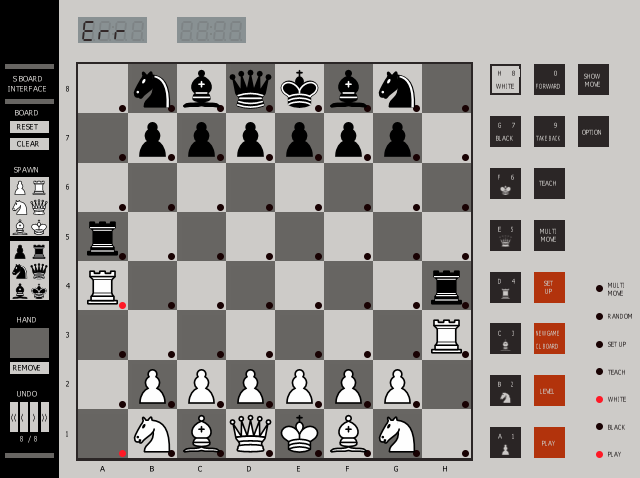 Err
S BOARD
INTERFACE
BOARD
RESET
CLEAR
SPAWN
HAND
REMOVE
UNDO
8 / 8
8
7
6
5
4
3
2
1
A B C D E F G H
H 8
WHITE
0
FORWARD
SHOW
MOVE
G 7
BLACK
9
TAKE BACK
OPTION
F 6
TEACH
E 5
MULTI
MOVE
D 4
SET
UP
C 3
NEW GAME
CL BOARD
B 2
LEVEL
A 1
PLAY
MULTI
MOVE
RANDOM
SET UP
TEACH
WHITE
BLACK
PLAY